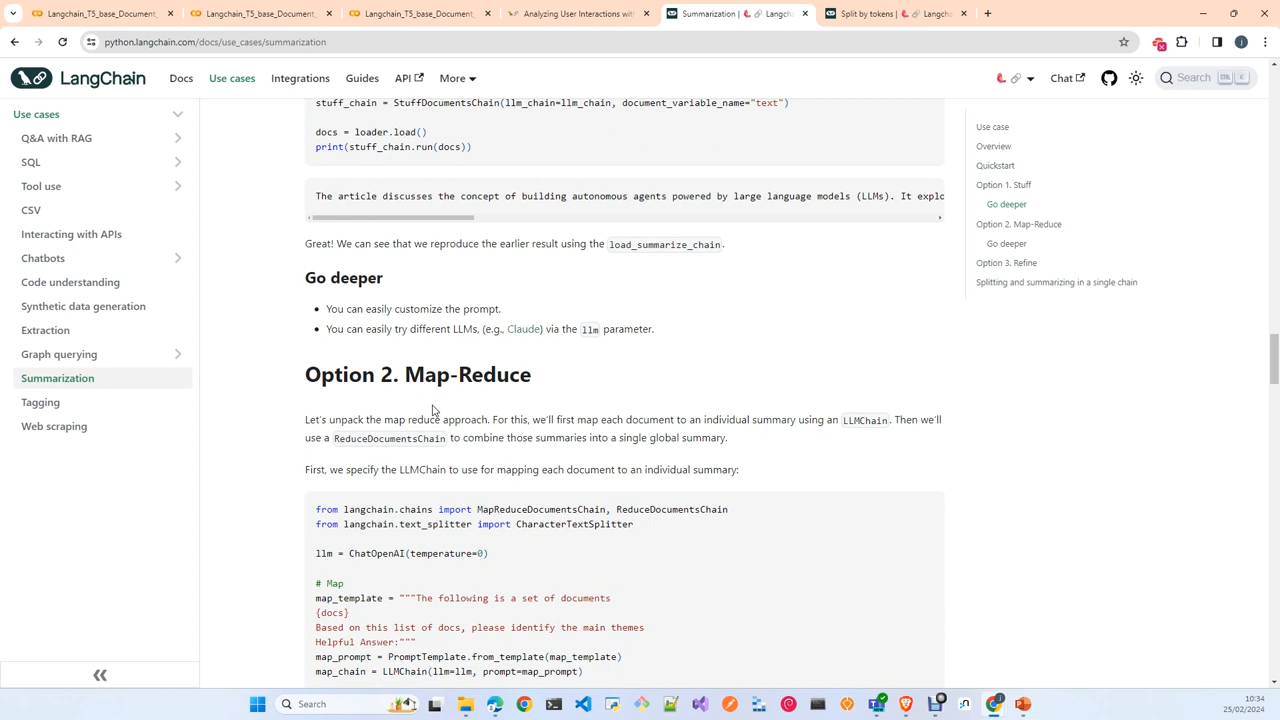 Langchain_T5_base_Document_
Langchain_T5_base_Document_
Langchain_T5_base_Document_
Analyzing User Interactions with
Summarization | 🦜️🔗 Langch
Split by tokens | 🦜️🔗 Langcha
python.langchain.com/docs/use_cases/summarization
LangChain
Docs
Use cases
Integrations
Guides
API
More
Chat
Search
Ctrl
K
Use cases
Q&A with RAG
SQL
Tool use
CSV
Interacting with APIs
Chatbots
Code understanding
Synthetic data generation
Extraction
Graph querying
Summarization
Tagging
Web scraping
stuff_chain = StuffDocumentsChain(llm_chain=llm_chain, document_variable_name="text")
docs = loader.load()
print(stuff_chain.run(docs))
The article discusses the concept of building autonomous agents powered by large language models (LLMs). It explo
Great! We can see that we reproduce the earlier result using the load_summarize_chain.
Go deeper
• You can easily customize the prompt.
• You can easily try different LLMs, (e.g., Claude) via the llm parameter.
Option 2. Map-Reduce
Let's unpack the map reduce approach. For this, we'll first map each document to an individual summary using an LLMChain. Then we'll
use a ReduceDocumentsChain to combine those summaries into a single global summary.
First, we specify the LLMChain to use for mapping each document to an individual summary:
from langchain.chains import MapReduceDocumentsChain, ReduceDocumentsChain
from langchain.text_splitter import CharacterTextSplitter
llm = ChatOpenAI(temperature=0)
# Map
map_template = """The following is a set of documents
{docs}
Based on this list of docs, please identify the main themes
Helpful Answer:"""
map_prompt = PromptTemplate.from_template(map_template)
map_chain = LLMChain(llm=llm, prompt=map_prompt)
Use case
Overview
Quickstart
Option 1. Stuff
Go deeper
Option 2. Map-Reduce
Go deeper
Option 3. Refine
Splitting and summarizing in a single chain
Search
10:34
25/02/2024